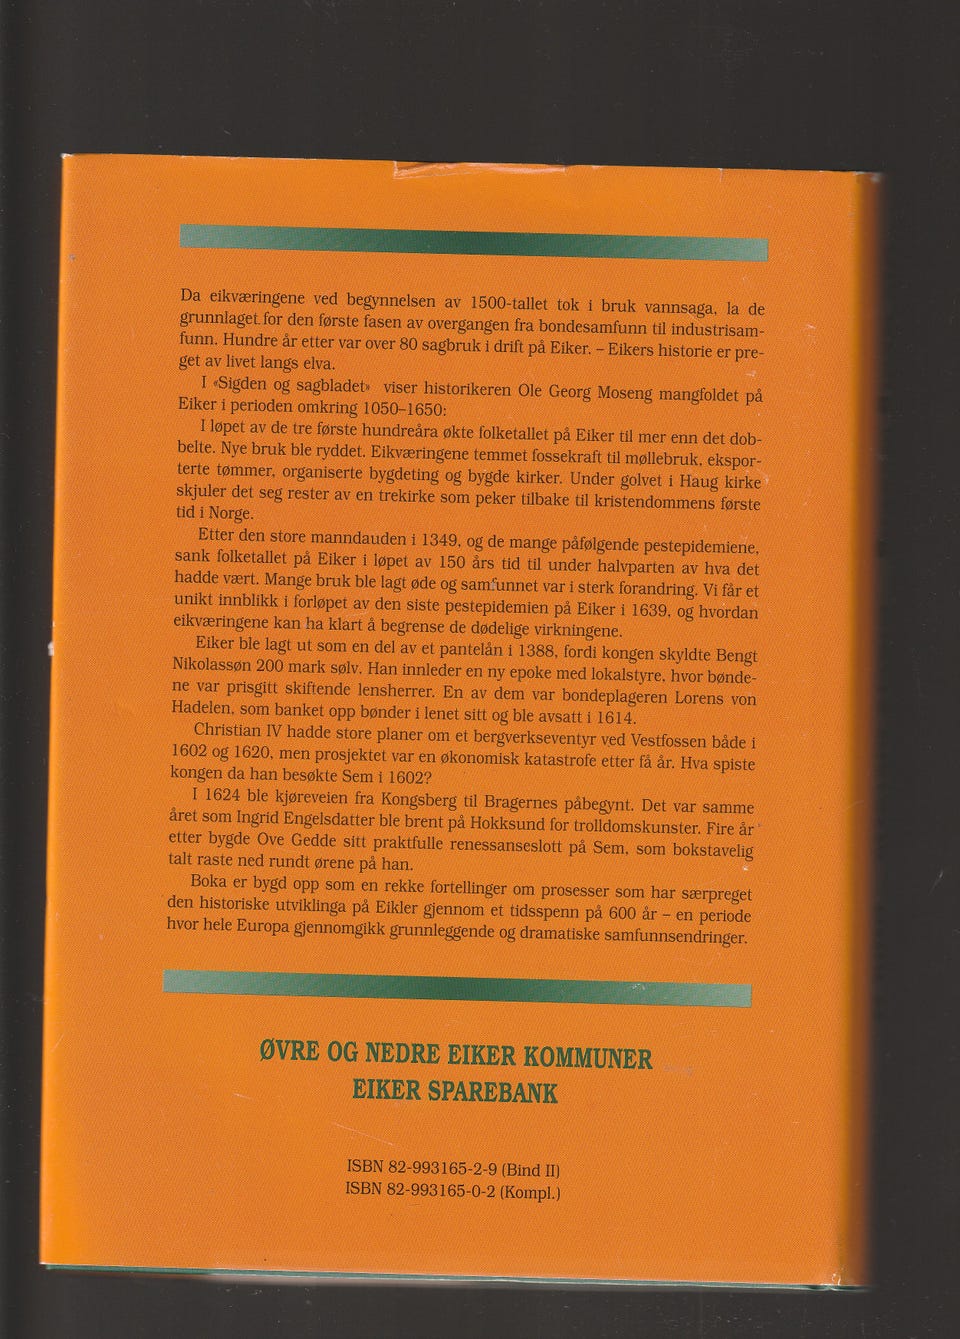 Da eikværingene ved begynnelsen av 1500-tallet tok i bruk vannsaga, la de
grunnlaget for den første fasen av overgangen fra bondesamfunn til industrisam-
funn. Hundre år etter var over 80 sagbruk i drift på Eiker. – Eikers historie er pre-
get av livet langs elva.
I «Sigden og sagbladet» viser historikeren Ole Georg Moseng mangfoldet på
Eiker i perioden omkring 1050–1650:
I løpet av de tre første hundreåra økte folketallet på Eiker til mer enn det dob-
belte. Nye bruk ble ryddet. Eikværingene temmet fossekraft til møllebruk, ekspor-
terte tømmer, organiserte bygdeting og bygde kirker. Under golvet i Haug kirke
skjuler det seg rester av en trekirke som peker tilbake til kristendommens første
tid i Norge.
Etter den store manndauden i 1349, og de mange påfølgende pestepidemiene,
sank folketallet på Eiker i løpet av 150 års tid til under halvparten av hva det
hadde vært. Mange bruk ble lagt øde og samfunnet var i sterk forandring. Vi får et
unikt innblikk i forløpet av den siste pestepidemien på Eiker i 1639, og hvordan
eikværingene kan ha klart å begrense de dødelige virkningene.
Eiker ble lagt ut som en del av et pantelån i 1388, fordi kongen skyldte Bengt
Nikolassøn 200 mark sølv. Han innleder en ny epoke med lokalstyre, hvor bønde-
ne var prisgitt skiftende lensherrer. En av dem var bondeplageren Lorens von
Hadelen, som banket opp bønder i lenet sitt og ble avsatt i 1614.
Christian IV hadde store planer om et bergverkseventyr ved Vestfossen både i
1602 og 1620, men prosjektet var en økonomisk katastrofe etter få år. Hva spiste
kongen da han besøkte Sem i 1602?
I 1624 ble kjøreveien fra Kongsberg til Bragernes påbegynt. Det var samme
året som Ingrid Engelsdatter ble brent på Hokksund for trolldomskunster. Fire år
etter bygde Ove Gedde sitt praktfulle renessanseslott på Sem, som bokstavelig
talt raste ned rundt ørene på han.
Boka er bygd opp som en rekke fortellinger om prosesser som har særpreget
den historiske utviklinga på Eikler gjennom et tidsspenn på 600 år – en periode
hvor hele Europa gjennomgikk grunnleggende og dramatiske samfunnsendringer.
ØVRE OG NEDRE EIKER KOMMUNER
EIKER SPAREBANK
ISBN 82-993165-2-9 (Bind II)
ISBN 82-993165-0-2 (Kompl.)